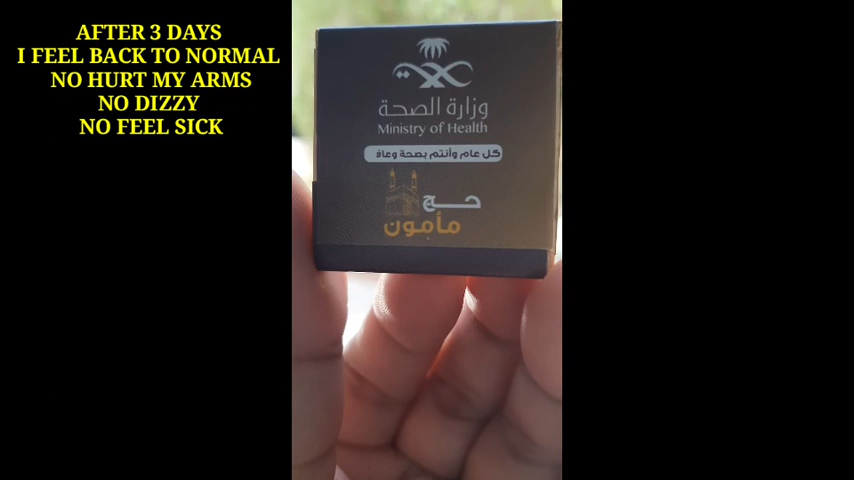 AFTER 3 DAYS
I FEEL BACK TO NORMAL
NO HURT MY ARMS
NO DIZZY
NO FEEL SICK
وزارة الصحة
Ministry of Health
كل عام وأنتم بصحة وعافـ
حج
مأمون